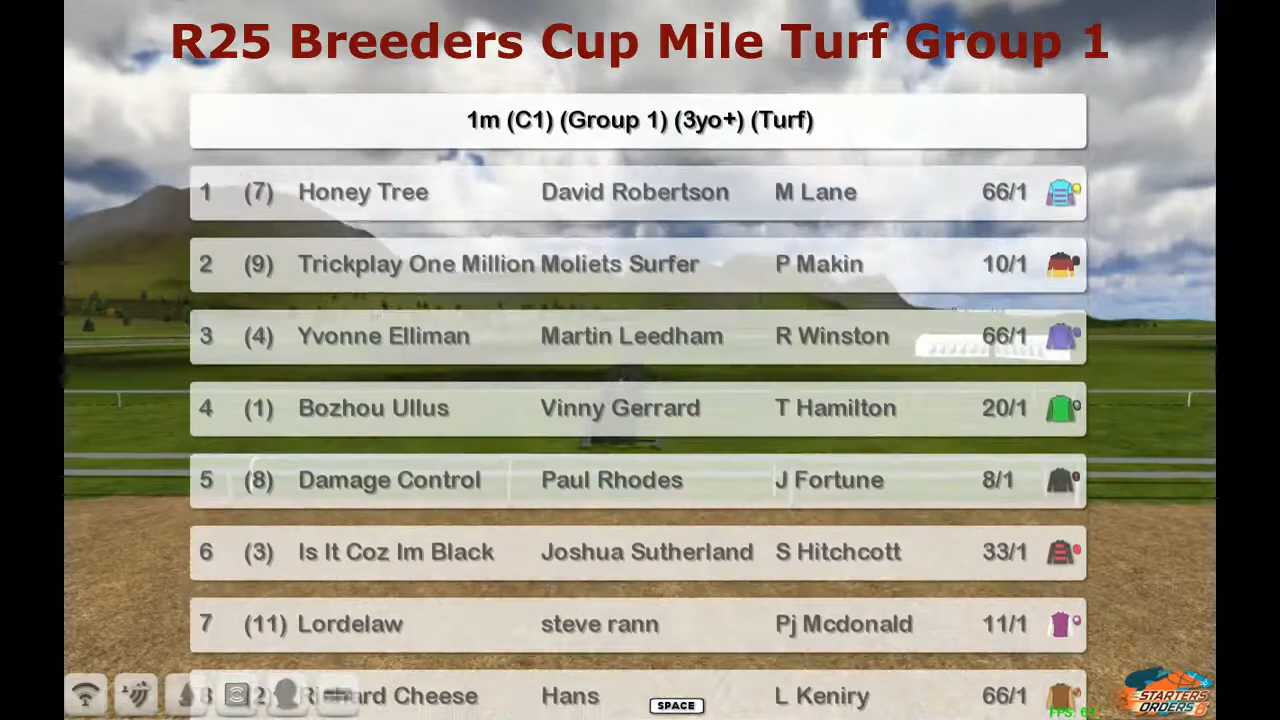 R25 Breeders Cup Mile Turf Group 1
1m (C1) (Group 1) (3yo+) (Turf)
1 (7) Honey Tree David Robertson M Lane 66/1
2 (9) Trickplay One Million Moliets Surfer P Makin 10/1
3 (4) Yvonne Elliman Martin Leedham R Winston 66/1
4 (1) Bozhou Ullus Vinny Gerrard T Hamilton 20/1
5 (8) Damage Control Paul Rhodes J Fortune 8/1
6 (3) Is It Coz Im Black Joshua Sutherland S Hitchcott 33/1
7 (11) Lordelaw steve rann Pj Mcdonald 11/1
8 Cheese Hans L Keniry 66/1
SPACE
STARTERS
ORDERS 6
FPS: